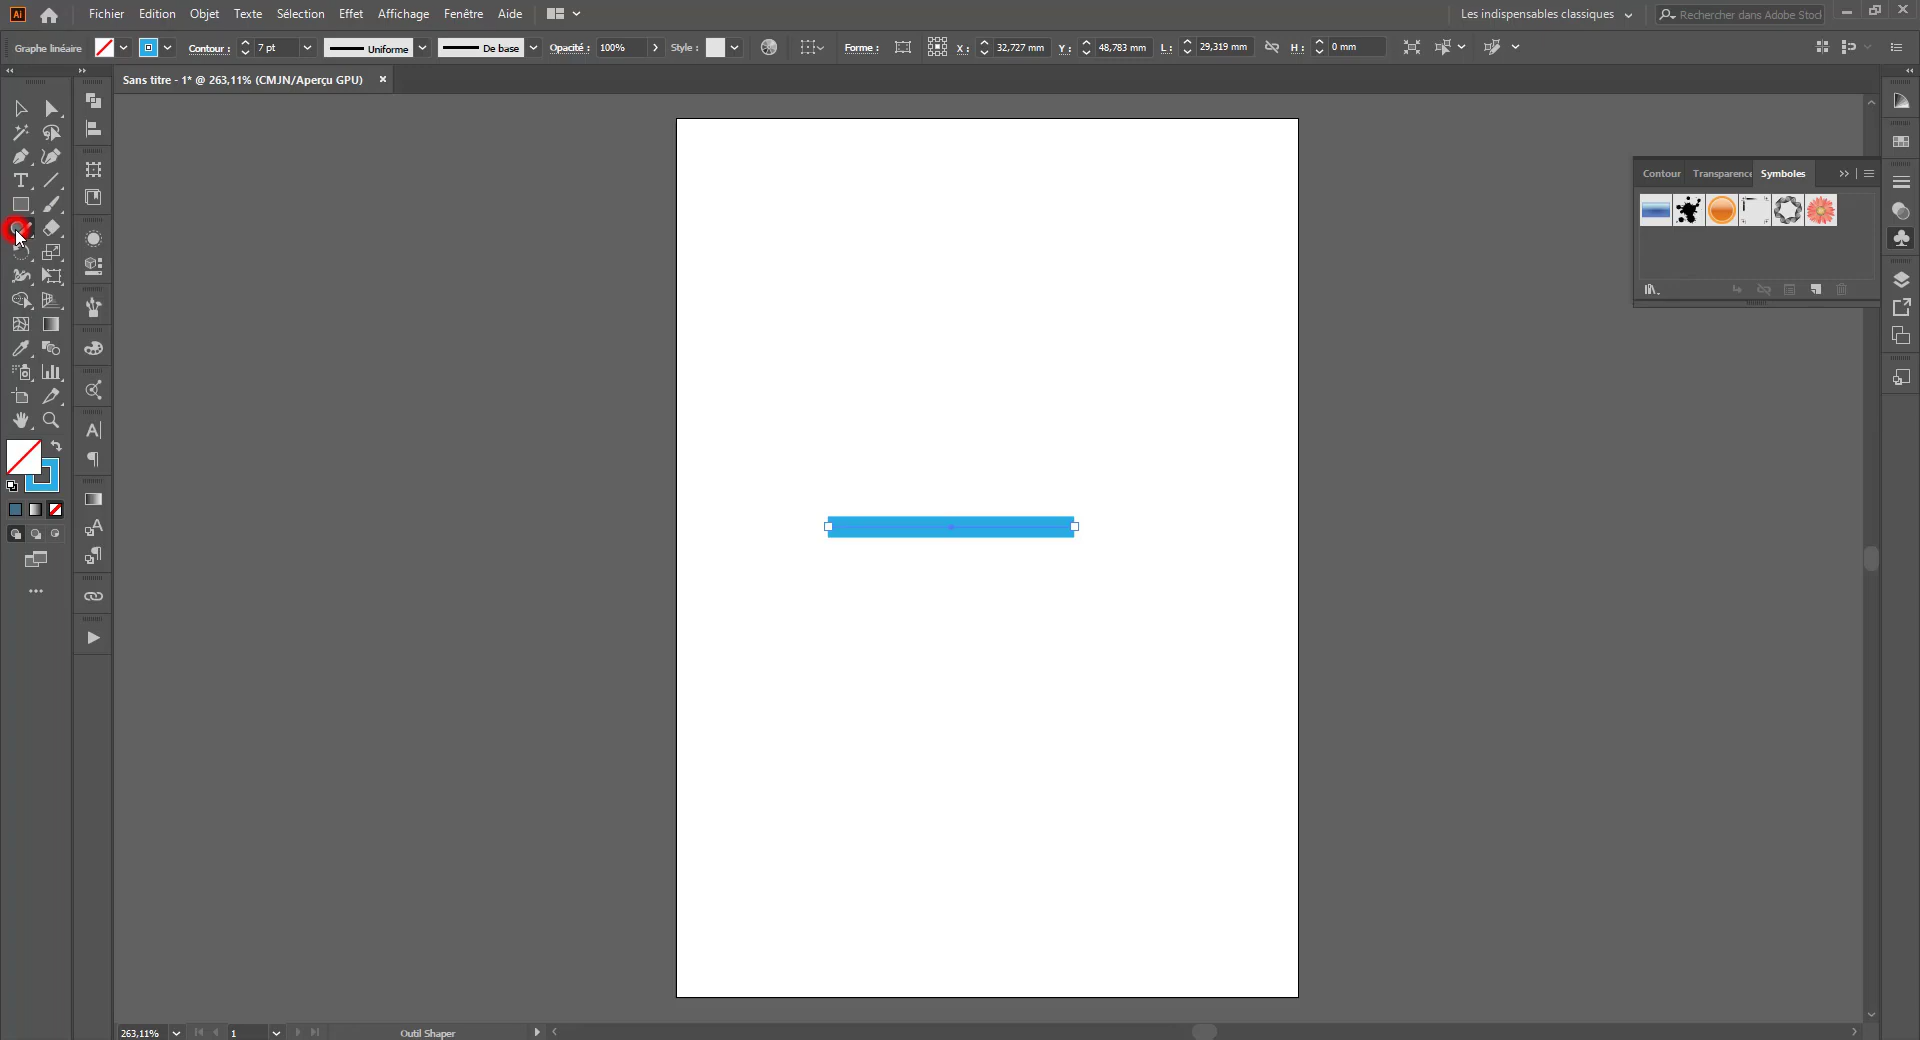 Ai Fichier Edition Objet Texte Sélection Effet Affichage Fenêtre Aide Les indispensables classiques Rechercher dans Adobe Stock
Graphe linéaire Contour : 7 pt Uniforme De base Opacité : 100% Style : Forme : X : 32,727 mm Y : 48,783 mm L : 29,319 mm H : 0 mm
Sans titre - 1* @ 263,11% (CMJN/Aperçu GPU) ×
Contour Transparence Symboles
263,11% 1 Outil Shaper